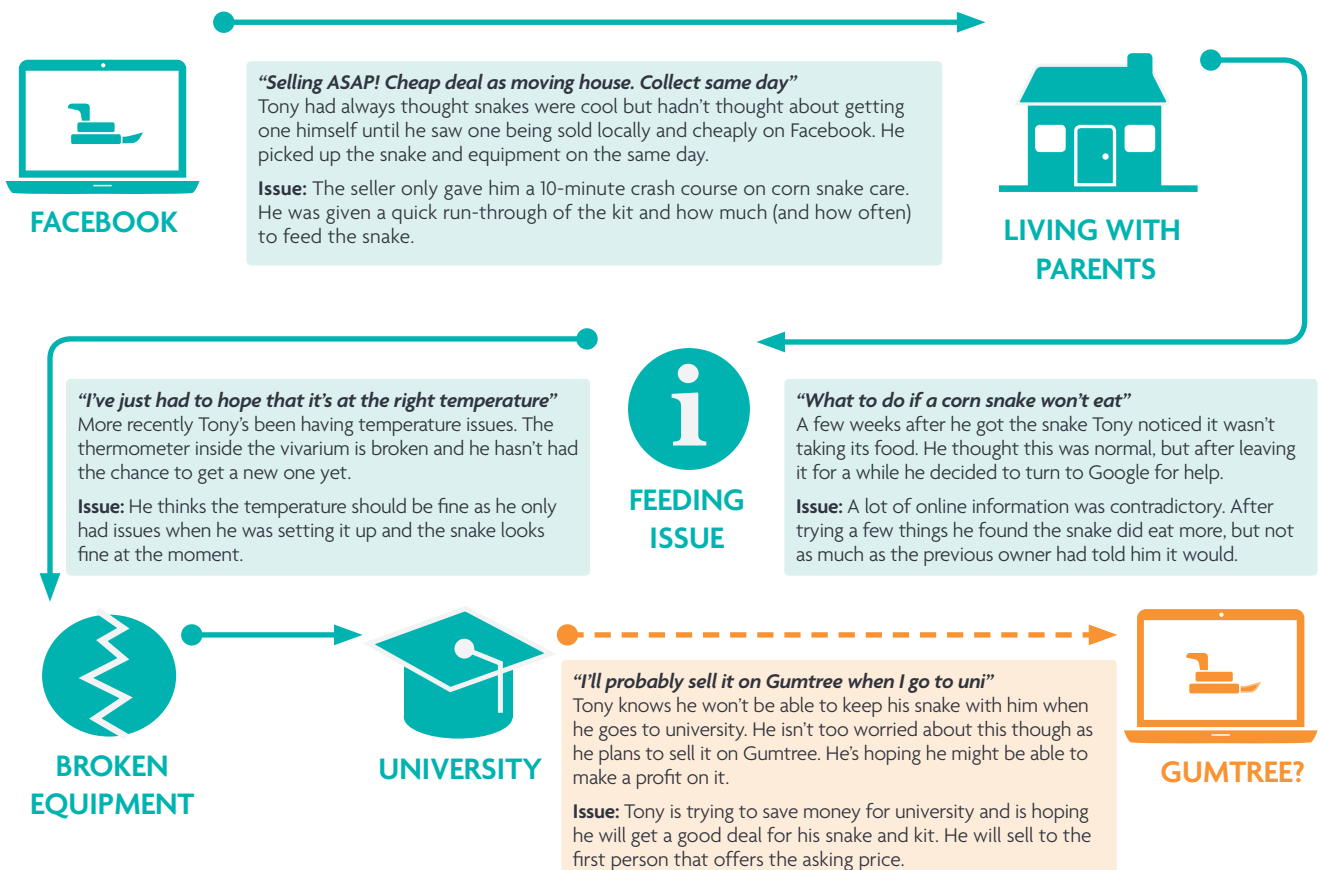 “Selling ASAP! Cheap deal as moving house. Collect same day”
Tony had always thought snakes were cool but hadn’t thought about getting
one himself until he saw one being sold locally and cheaply on Facebook. He
picked up the snake and equipment on the same day.
Issue: The seller only gave him a 10-minute crash course on corn snake care.
He was given a quick run-through of the kit and how much (and how often)
to feed the snake.
FACEBOOK
LIVING WITH
PARENTS
“What to do if a corn snake won’t eat”
A few weeks after he got the snake Tony noticed it wasn’t
taking its food. He thought this was normal, but after leaving
it for a while he decided to turn to Google for help.
Issue: A lot of online information was contradictory. After
trying a few things he found the snake did eat more, but not
as much as the previous owner had told him it would.
i
FEEDING
ISSUE
“I’ve just had to hope that it’s at the right temperature”
More recently Tony’s been having temperature issues. The
thermometer inside the vivarium is broken and he hasn’t had
the chance to get a new one yet.
Issue: He thinks the temperature should be fine as he only
had issues when he was setting it up and the snake looks
fine at the moment.
BROKEN
EQUIPMENT
UNIVERSITY
“I’ll probably sell it on Gumtree when I go to uni”
Tony knows he won’t be able to keep his snake with him when
he goes to university. He isn’t too worried about this though as
he plans to sell it on Gumtree. He’s hoping he might be able to
make a profit on it.
Issue: Tony is trying to save money for university and is hoping
he will get a good deal for his snake and kit. He will sell to the
first person that offers the asking price.
GUMTREE?